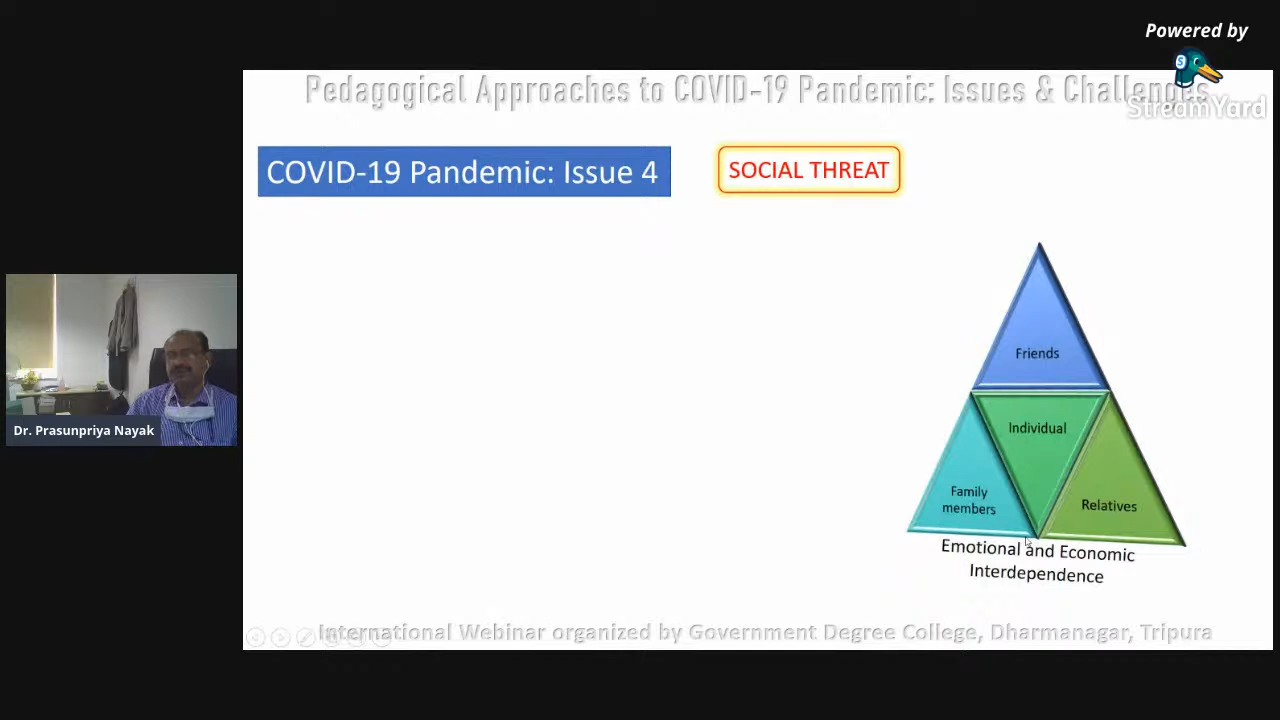 Powered by
StreamYard
Pedagogical Approaches to COVID-19 Pandemic: Issues & Challenges
COVID-19 Pandemic: Issue 4
SOCIAL THREAT
Friends
Individual
Family
members
Relatives
Emotional and Economic
Interdependence
Dr. Prasunpriya Nayak
International Webinar organized by Government Degree College, Dharmanagar, Tripura